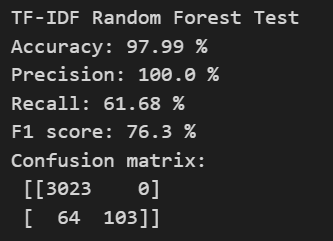 TF-IDF Random Forest Test
Accuracy: 97.99 %
Precision: 100.0 %
Recall: 61.68 %
F1 score: 76.3 %
Confusion matrix:
[[3023    0]
[  64  103]]